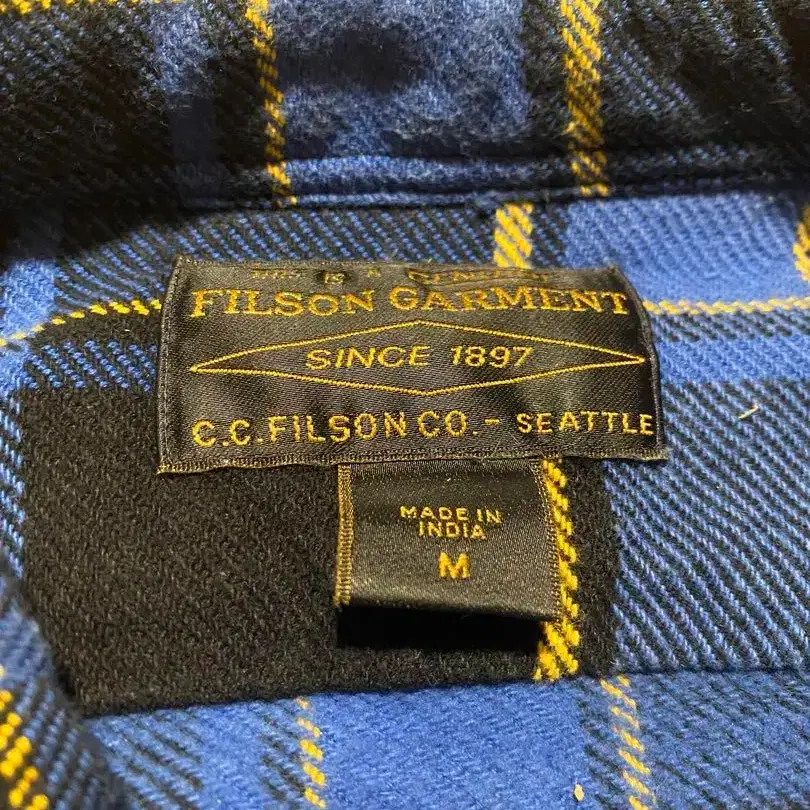 FILSON GARMENT
SINCE 1897
C.C.FILSON CO.- SEATTLE
MADE IN
INDIA
M